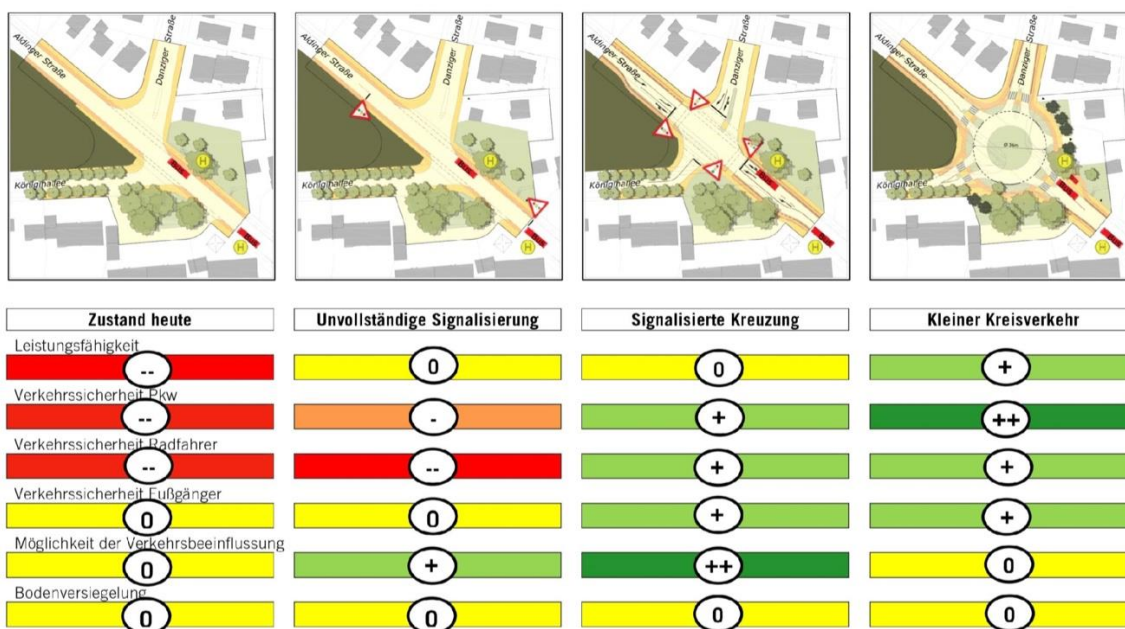 Aldinger Straße
Danziger Straße
Königinallee
H
H
Aldinger Straße
Danziger Straße
Königinallee
H
H
Aldinger Straße
Danziger Straße
Königinallee
H
H
Aldinger Straße
Danziger Straße
Königinallee
H
H
Zustand heute Unvollständige Signalisierung Signalisierte Kreuzung Kleiner Kreisverkehr
Leistungsfähigkeit
-- 0 0 +
Verkehrssicherheit Pkw
-- - + ++
Verkehrssicherheit Radfahrer
-- -- + +
Verkehrssicherheit Fußgänger
0 0 + +
Möglichkeit der Verkehrsbeeinflussung
0 + ++ 0
Bodenversiegelung
0 0 0 0